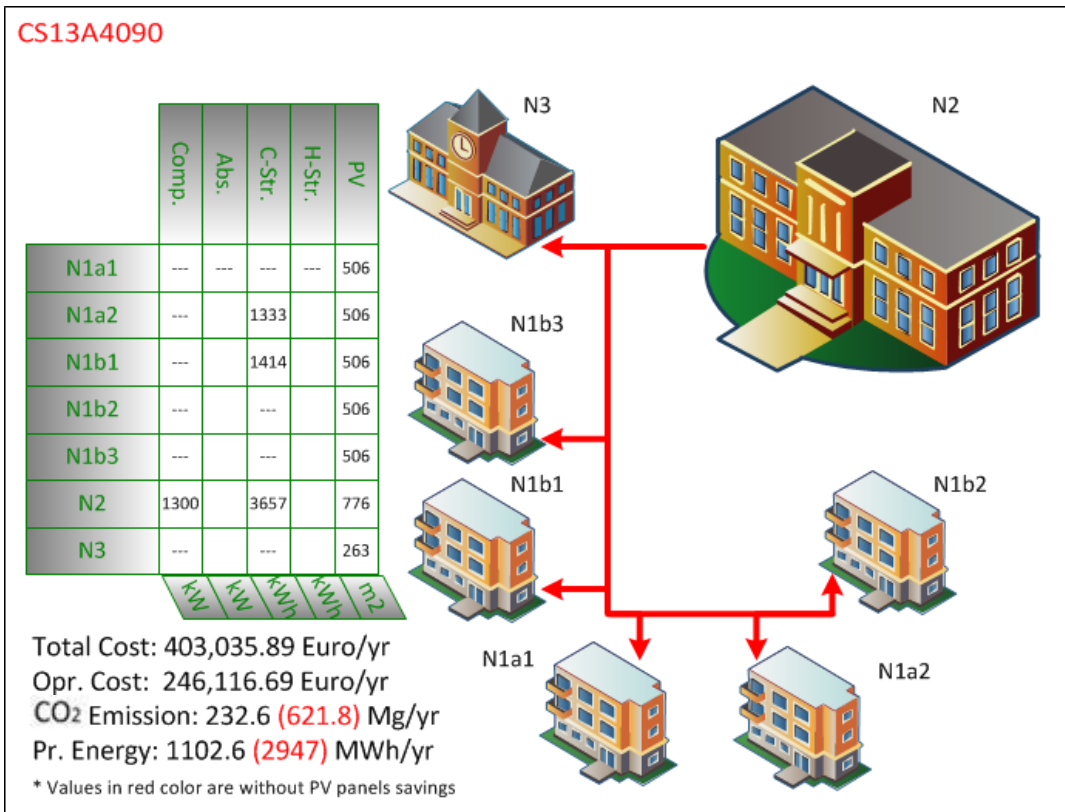 CS13A4090
N3
N2
Comp. Abs. C-Str. H-Str. PV
N1a1 --- --- --- --- 506
N1a2 --- 1333 506
N1b1 --- 1414 506
N1b2 --- --- 506
N1b3 --- --- 506
N2 1300 3657 776
N3 --- --- 263
kW kW kWh kWh m2
N1b3
N1b1
N1b2
N1a1
N1a2
Total Cost: 403,035.89 Euro/yr
Opr. Cost: 246,116.69 Euro/yr
CO2 Emission: 232.6 (621.8) Mg/yr
Pr. Energy: 1102.6 (2947) MWh/yr
* Values in red color are without PV panels savings